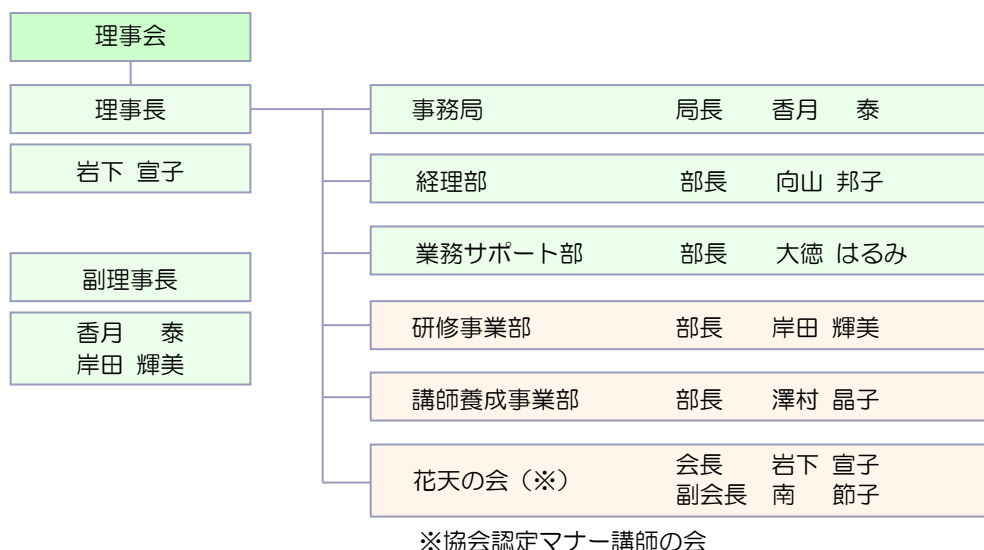 理事会
理事長
岩下 宣子
副理事長
香月 泰
岸田 輝美
事務局 局長 香月 泰
経理部 部長 向山 邦子
業務サポート部 部長 大徳 はるみ
研修事業部 部長 岸田 輝美
講師養成事業部 部長 澤村 晶子
花天の会（※） 会長 岩下 宣子
副会長 南 節子
※協会認定マナー講師の会